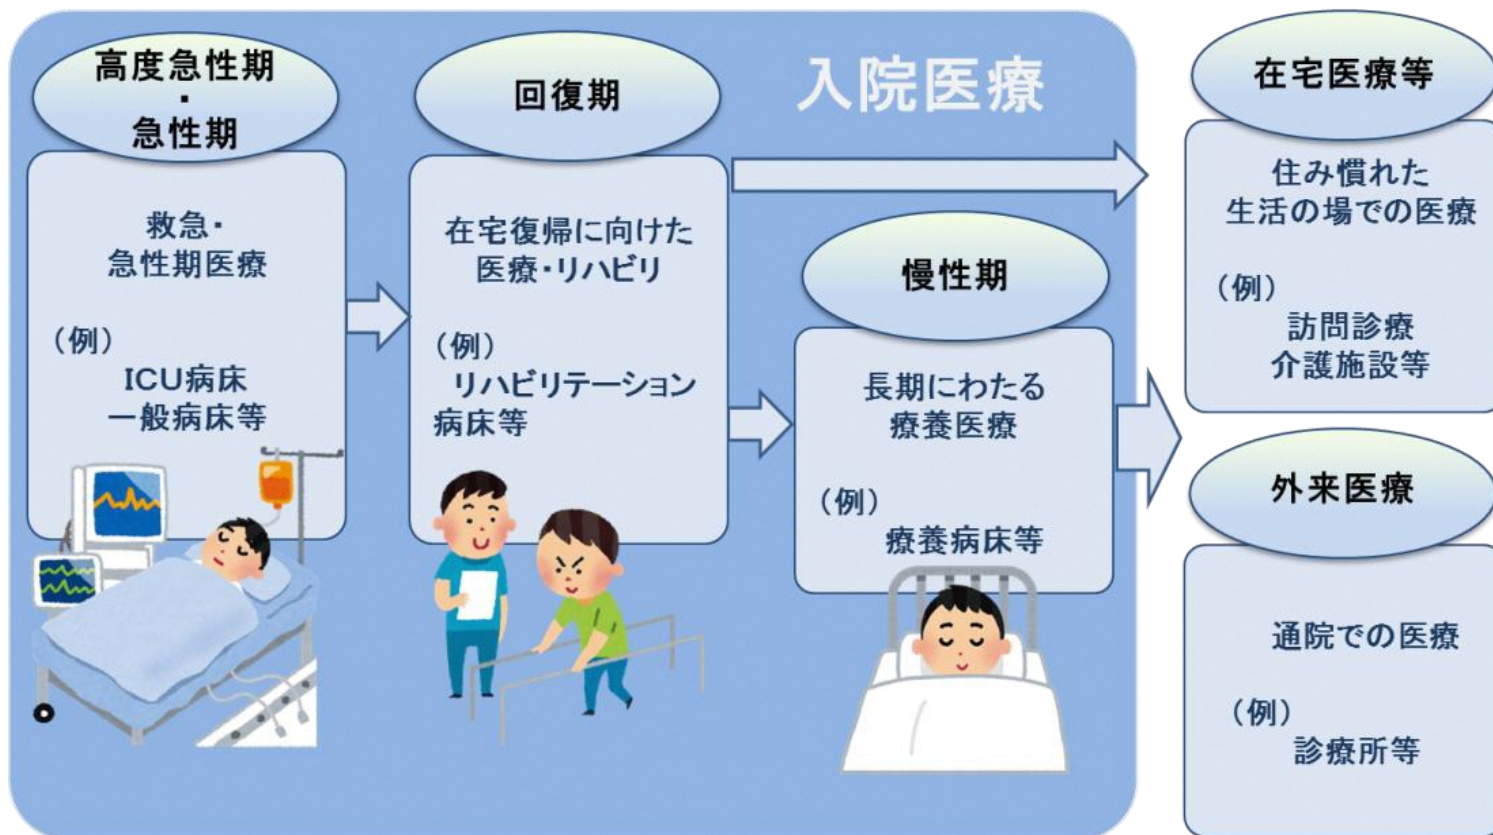 入院医療
高度急性期
・
急性期
救急・
急性期医療
(例)
ICU病床
一般病床等
回復期
在宅復帰に向けた
医療・リハビリ
(例)
リハビリテーション
病床等
慢性期
長期にわたる
療養医療
(例)
療養病床等
在宅医療等
住み慣れた
生活の場での医療
(例)
訪問診療
介護施設等
外来医療
通院での医療
(例)
診療所等